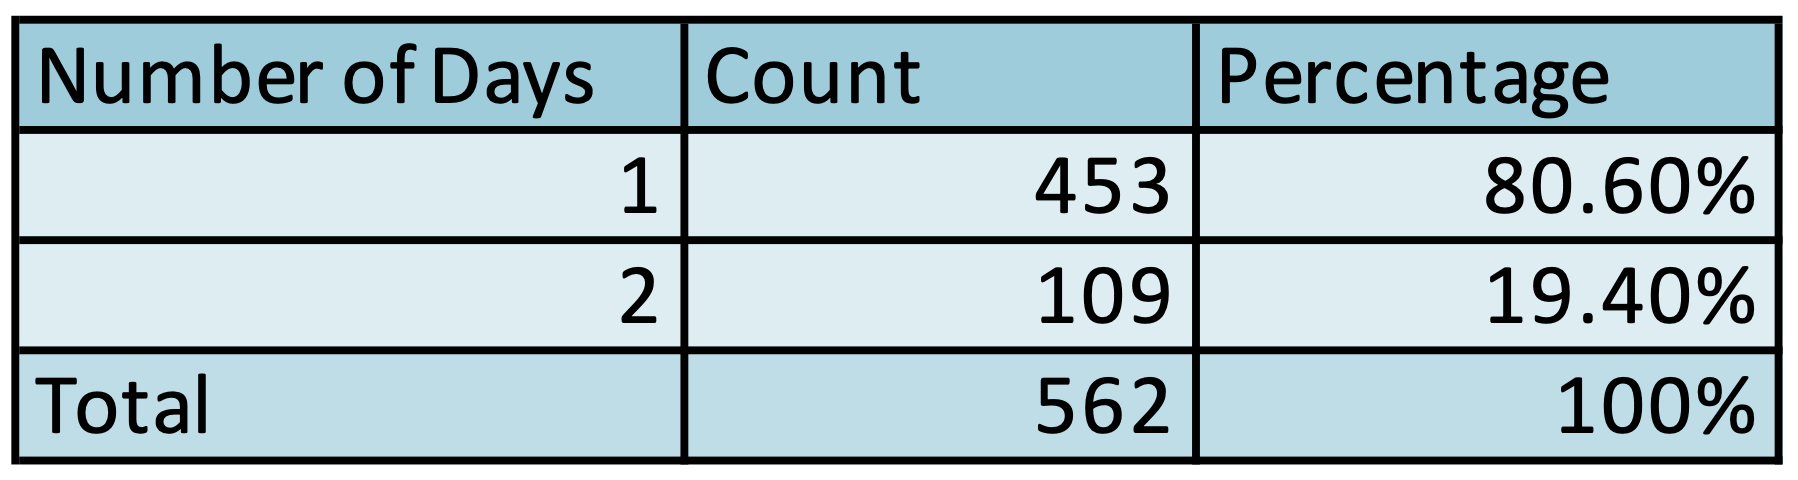 Number of Days Count Percentage
1 453 80.60%
2 109 19.40%
Total 562 100%